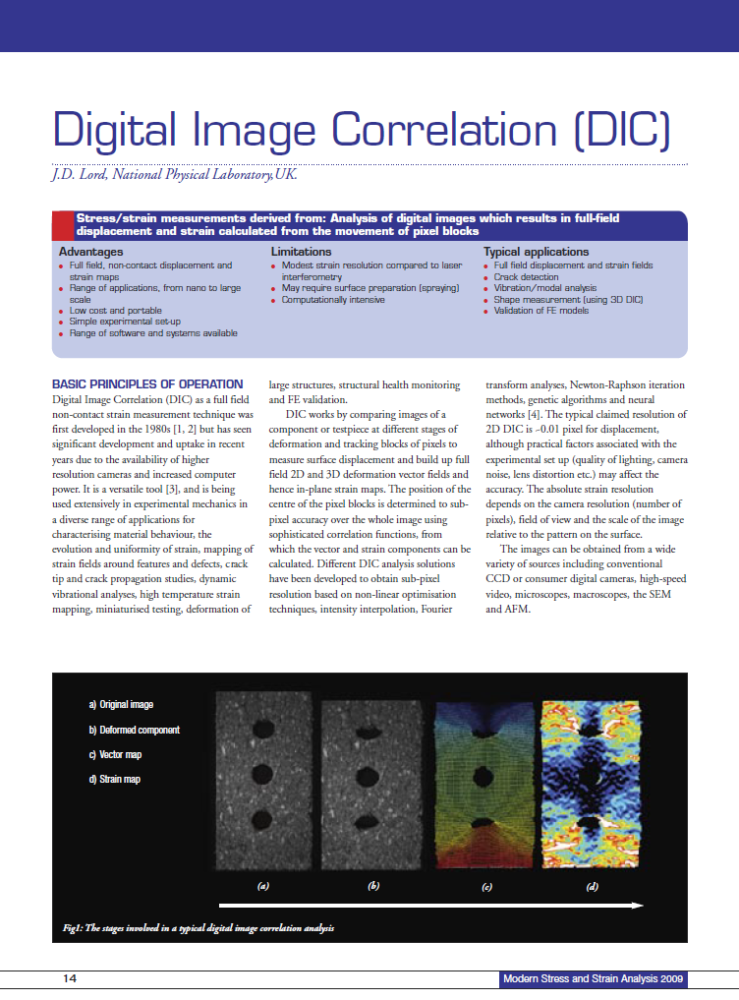 Digital Image Correlation (DIC)
J.D. Lord, National Physical Laboratory,UK.
Stress/strain measurements derived from: Analysis of digital images which results in full-field
displacement and strain calculated from the movement of pixel blocks
Advantages
• Full field, non-contact displacement and
strain maps
• Range of applications, from nano to large
scale
• Low cost and portable
• Simple experimental set-up
• Range of software and systems available
Limitations
• Modest strain resolution compared to laser
interferometry
• May require surface preparation (spraying)
• Computationally intensive
Typical applications
• Full field displacement and strain fields
• Crack detection
• Vibration/modal analysis
• Shape measurement (using 3D DIC)
• Validation of FE models
BASIC PRINCIPLES OF OPERATION
Digital Image Correlation (DIC) as a full field
non-contact strain measurement technique was
first developed in the 1980s [1, 2] but has seen
significant development and uptake in recent
years due to the availability of higher
resolution cameras and increased computer
power. It is a versatile tool [3], and is being
used extensively in experimental mechanics in
a diverse range of applications for
characterising material behaviour, the
evolution and uniformity of strain, mapping of
strain fields around features and defects, crack
tip and crack propagation studies, dynamic
vibrational analyses, high temperature strain
mapping, miniaturised testing, deformation of
large structures, structural health monitoring
and FE validation.
DIC works by comparing images of a
component or testpiece at different stages of
deformation and tracking blocks of pixels to
measure surface displacement and build up full
field 2D and 3D deformation vector fields and
hence in-plane strain maps. The position of the
centre of the pixel blocks is determined to sub-
pixel accuracy over the whole image using
sophisticated correlation functions, from
which the vector and strain components can be
calculated. Different DIC analysis solutions
have been developed to obtain sub-pixel
resolution based on non-linear optimisation
techniques, intensity interpolation, Fourier
transform analyses, Newton-Raphson iteration
methods, genetic algorithms and neural
networks [4]. The typical claimed resolution of
2D DIC is ~0.01 pixel for displacement,
although practical factors associated with the
experimental set up (quality of lighting, camera
noise, lens distortion etc.) may affect the
accuracy. The absolute strain resolution
depends on the camera resolution (number of
pixels), field of view and the scale of the image
relative to the pattern on the surface.
The images can be obtained from a wide
variety of sources including conventional
CCD or consumer digital cameras, high-speed
video, microscopes, macroscopes, the SEM
and AFM.
a) Original image
b) Deformed component
c) Vector map
d) Strain map
(a) (b) (c) (d)
Fig1: The stages involved in a typical digital image correlation analysis
14
Modern Stress and Strain Analysis 2009